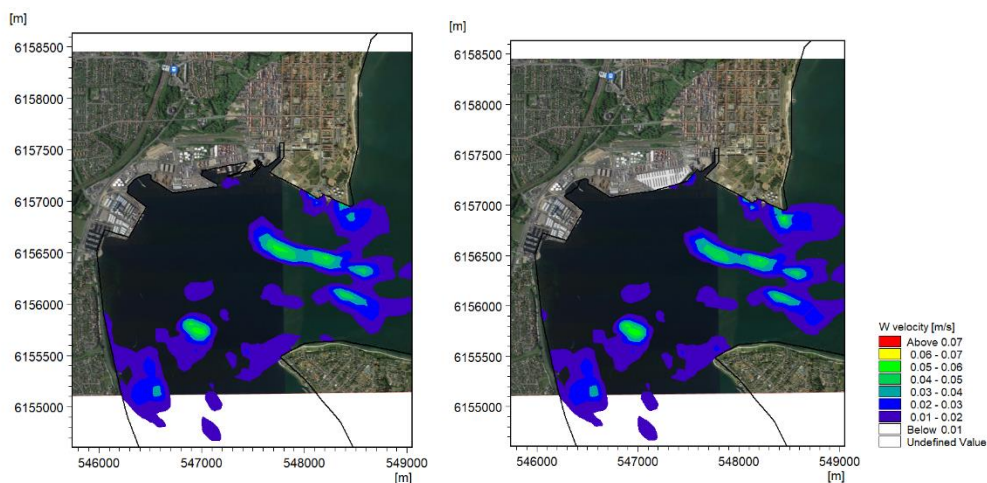 [m]
6158500
6158000
6157500
6157000
6156500
6156000
6155500
6155000
546000 547000 548000 549000
[m]
[m]
6158500
6158000
6157500
6157000
6156500
6156000
6155500
6155000
546000 547000 548000 549000
[m]
W velocity [m/s]
Above 0.07
0.06 - 0.07
0.05 - 0.06
0.04 - 0.05
0.03 - 0.04
0.02 - 0.03
0.01 - 0.02
Below 0.01
Undefined Value